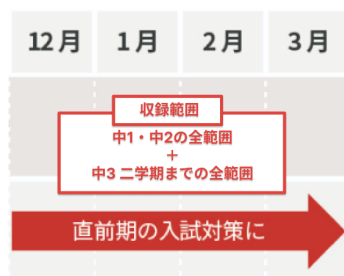 12月 1月 2月 3月
収録範囲
中1・中2の全範囲
+
中3 二学期までの全範囲
直前期の入試対策に